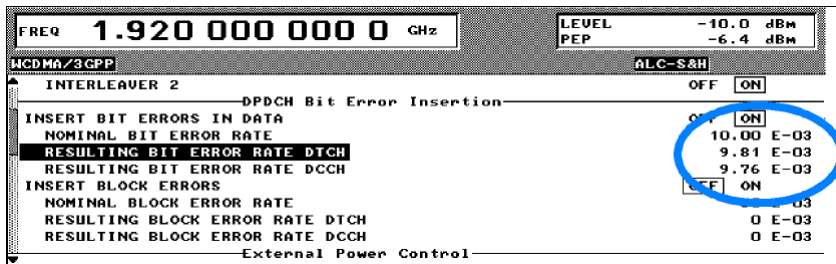 FREQ 1.920 000 000 0 GHz
LEVEL -10.0 dBm
PEP -6.4 dBm
WCDMA/3GPP ALC-S&H
INTERLEAVER 2 OFF ON
DPDCH Bit Error Insertion
INSERT BIT ERRORS IN DATA OFF ON
NOMINAL BIT ERROR RATE 10.00 E-03
RESULTING BIT ERROR RATE DTCH 9.81 E-03
RESULTING BIT ERROR RATE DCCH 9.76 E-03
INSERT BLOCK ERRORS OFF ON
NOMINAL BLOCK ERROR RATE E-03
RESULTING BLOCK ERROR RATE DTCH 0 E-03
RESULTING BLOCK ERROR RATE DCCH 0 E-03
External Power Control